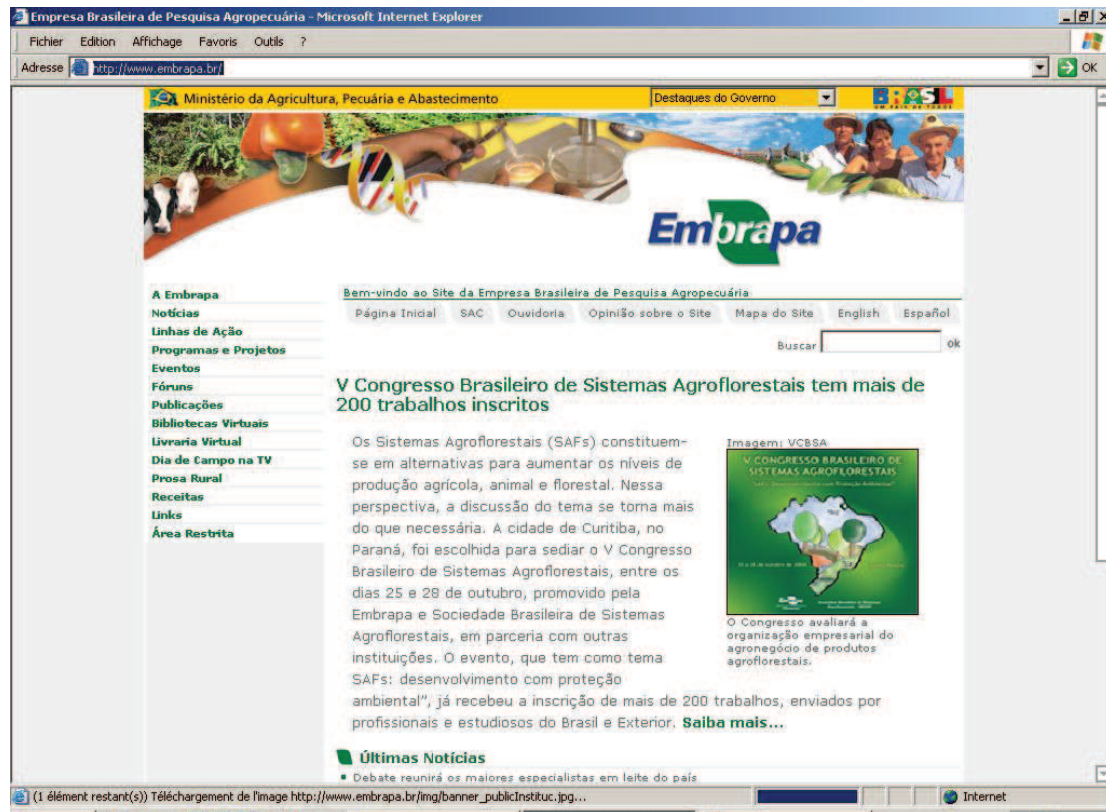 Empresa Brasileira de Pesquisa Agropecuária - Microsoft Internet Explorer
Fichier Edition Affichage Favoris Outils ?
Adresse http://www.embrapa.br/ OK
Ministério da Agricultura, Pecuária e Abastecimento Destaques do Governo BRASIL
UM PAÍS DE TODOS
Embrapa
A Embrapa
Notícias
Linhas de Ação
Programas e Projetos
Eventos
Fóruns
Publicações
Bibliotecas Virtuais
Livraria Virtual
Dia de Campo na TV
Prosa Rural
Receitas
Links
Área Restrita
Bem-vindo ao Site da Empresa Brasileira de Pesquisa Agropecuária
Página Inicial SAC Ouvidoria Opinião sobre o Site Mapa do Site English Español
Buscar ok
V Congresso Brasileiro de Sistemas Agroflorestais tem mais de
200 trabalhos inscritos
Os Sistemas Agroflorestais (SAFs) constituem-
se em alternativas para aumentar os níveis de
produção agrícola, animal e florestal. Nessa
perspectiva, a discussão do tema se torna mais
do que necessária. A cidade de Curitiba, no
Paraná, foi escolhida para sediar o V Congresso
Brasileiro de Sistemas Agroflorestais, entre os
dias 25 e 28 de outubro, promovido pela
Embrapa e Sociedade Brasileira de Sistemas
Agroflorestais, em parceria com outras
instituições. O evento, que tem como tema
SAFs: desenvolvimento com proteção
ambiental", já recebeu a inscrição de mais de 200 trabalhos, enviados por
profissionais e estudiosos do Brasil e Exterior. Saiba mais...
Imagem: VCBSA
V CONGRESSO BRASILEIRO DE
SISTEMAS AGROFLORESTAIS
O Congresso avaliará a
organização empresarial do
agronegócio de produtos
agroflorestais.
Últimas Notícias
Debate reunirá os maiores especialistas em leite do país
(1 élément restant(s)) Téléchargement de l'image http://www.embrapa.br/img/banner_publicInstituc.jpg... Internet